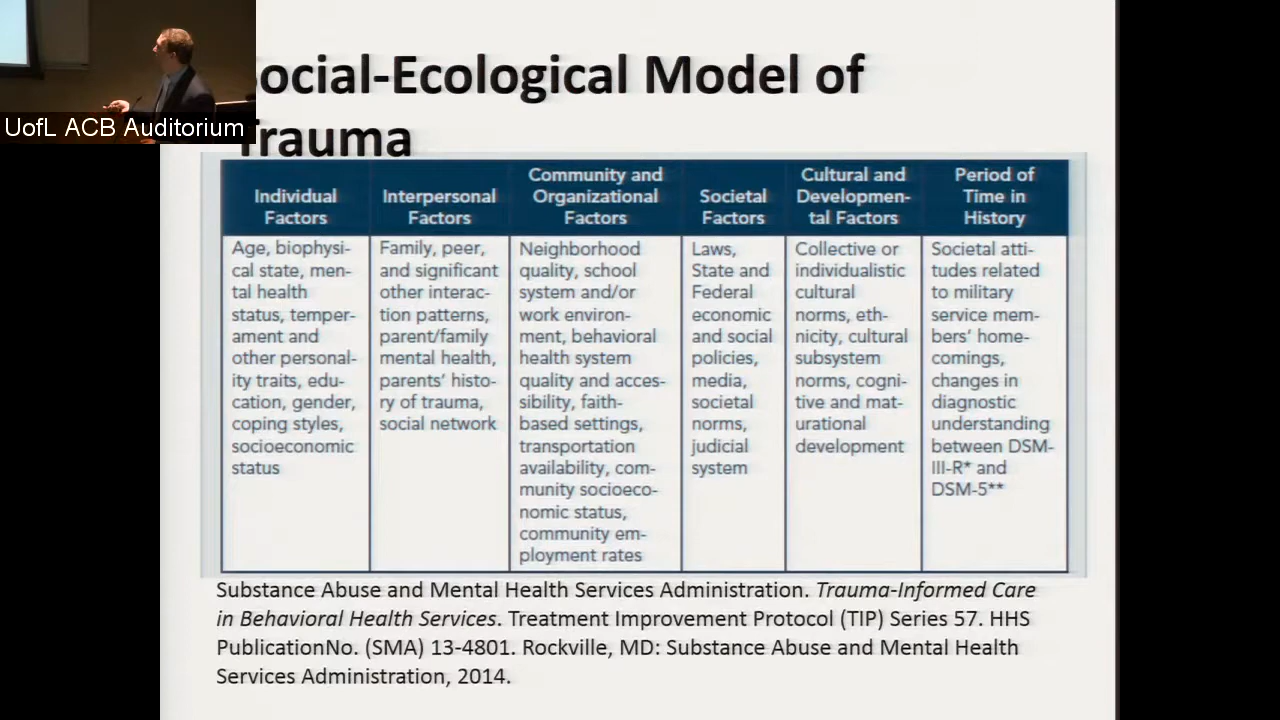 ocial-Ecological Model of
Trauma
UofL ACB Auditorium
Individual
Factors
Interpersonal
Factors
Community and
Organizational
Factors
Societal
Factors
Cultural and
Developmen-
tal Factors
Period of
Time in
History
Age, biophysi-
cal state, men-
tal health
status, temper-
ament and
other personal-
ity traits, edu-
cation, gender,
coping styles,
socioeconomic
status
Family, peer,
and significant
other interac-
tion patterns,
parent/family
mental health,
parents' histo-
ry of trauma,
social network
Neighborhood
quality, school
system and/or
work environ-
ment, behavioral
health system
quality and acces-
sibility, faith-
based settings,
transportation
availability, com-
munity socioeco-
nomic status,
community em-
ployment rates
Laws,
State and
Federal
economic
and social
policies,
media,
societal
norms,
judicial
system
Collective or
individualistic
cultural
norms, eth-
nicity, cultural
subsystem
norms, cogni-
tive and mat-
urational
development
Societal atti-
tudes related
to military
service mem-
bers' home-
comings,
changes in
diagnostic
understanding
between DSM-
III-R* and
DSM-5**
Substance Abuse and Mental Health Services Administration. Trauma-Informed Care
in Behavioral Health Services. Treatment Improvement Protocol (TIP) Series 57. HHS
PublicationNo. (SMA) 13-4801. Rockville, MD: Substance Abuse and Mental Health
Services Administration, 2014.